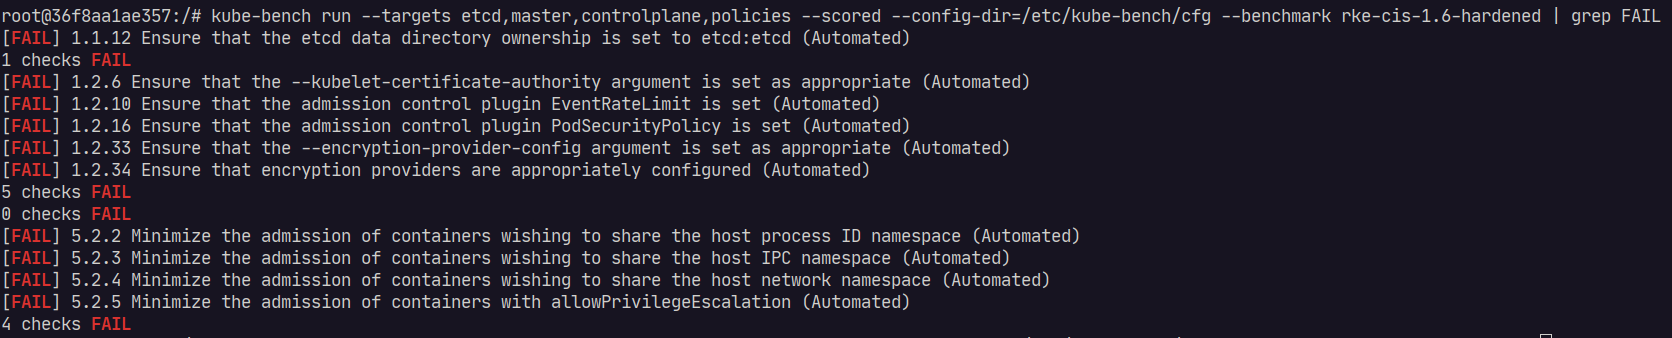 root@36f8aa1ae357:/# kube-bench run --targets etcd,master,controlplane,policies --scored --config-dir=/etc/kube-bench/cfg --benchmark rke-cis-1.6-hardened | grep FAIL
[FAIL] 1.1.12 Ensure that the etcd data directory ownership is set to etcd:etcd (Automated)
1 checks FAIL
[FAIL] 1.2.6 Ensure that the --kubelet-certificate-authority argument is set as appropriate (Automated)
[FAIL] 1.2.10 Ensure that the admission control plugin EventRateLimit is set (Automated)
[FAIL] 1.2.16 Ensure that the admission control plugin PodSecurityPolicy is set (Automated)
[FAIL] 1.2.33 Ensure that the --encryption-provider-config argument is set as appropriate (Automated)
[FAIL] 1.2.34 Ensure that encryption providers are appropriately configured (Automated)
5 checks FAIL
0 checks FAIL
[FAIL] 5.2.2 Minimize the admission of containers wishing to share the host process ID namespace (Automated)
[FAIL] 5.2.3 Minimize the admission of containers wishing to share the host IPC namespace (Automated)
[FAIL] 5.2.4 Minimize the admission of containers wishing to share the host network namespace (Automated)
[FAIL] 5.2.5 Minimize the admission of containers with allowPrivilegeEscalation (Automated)
4 checks FAIL